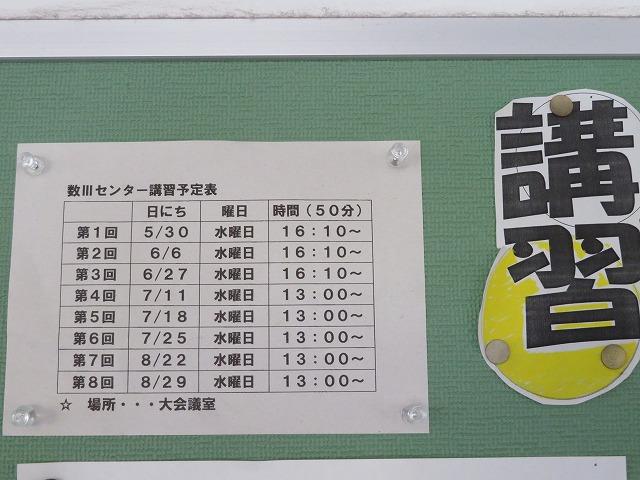 数Ⅲセンター講習予定表
日にち 曜日 時間（５０分）
第１回 ５/３０ 水曜日 １６：１０～
第２回 ６/６ 水曜日 １６：１０～
第３回 ６/２７ 水曜日 １６：１０～
第４回 ７/１１ 水曜日 １３：００～
第５回 ７/１８ 水曜日 １３：００～
第６回 ７/２５ 水曜日 １３：００～
第７回 ８/２２ 水曜日 １３：００～
第８回 ８/２９ 水曜日 １３：００～
☆ 場所・・・大会議室
講習